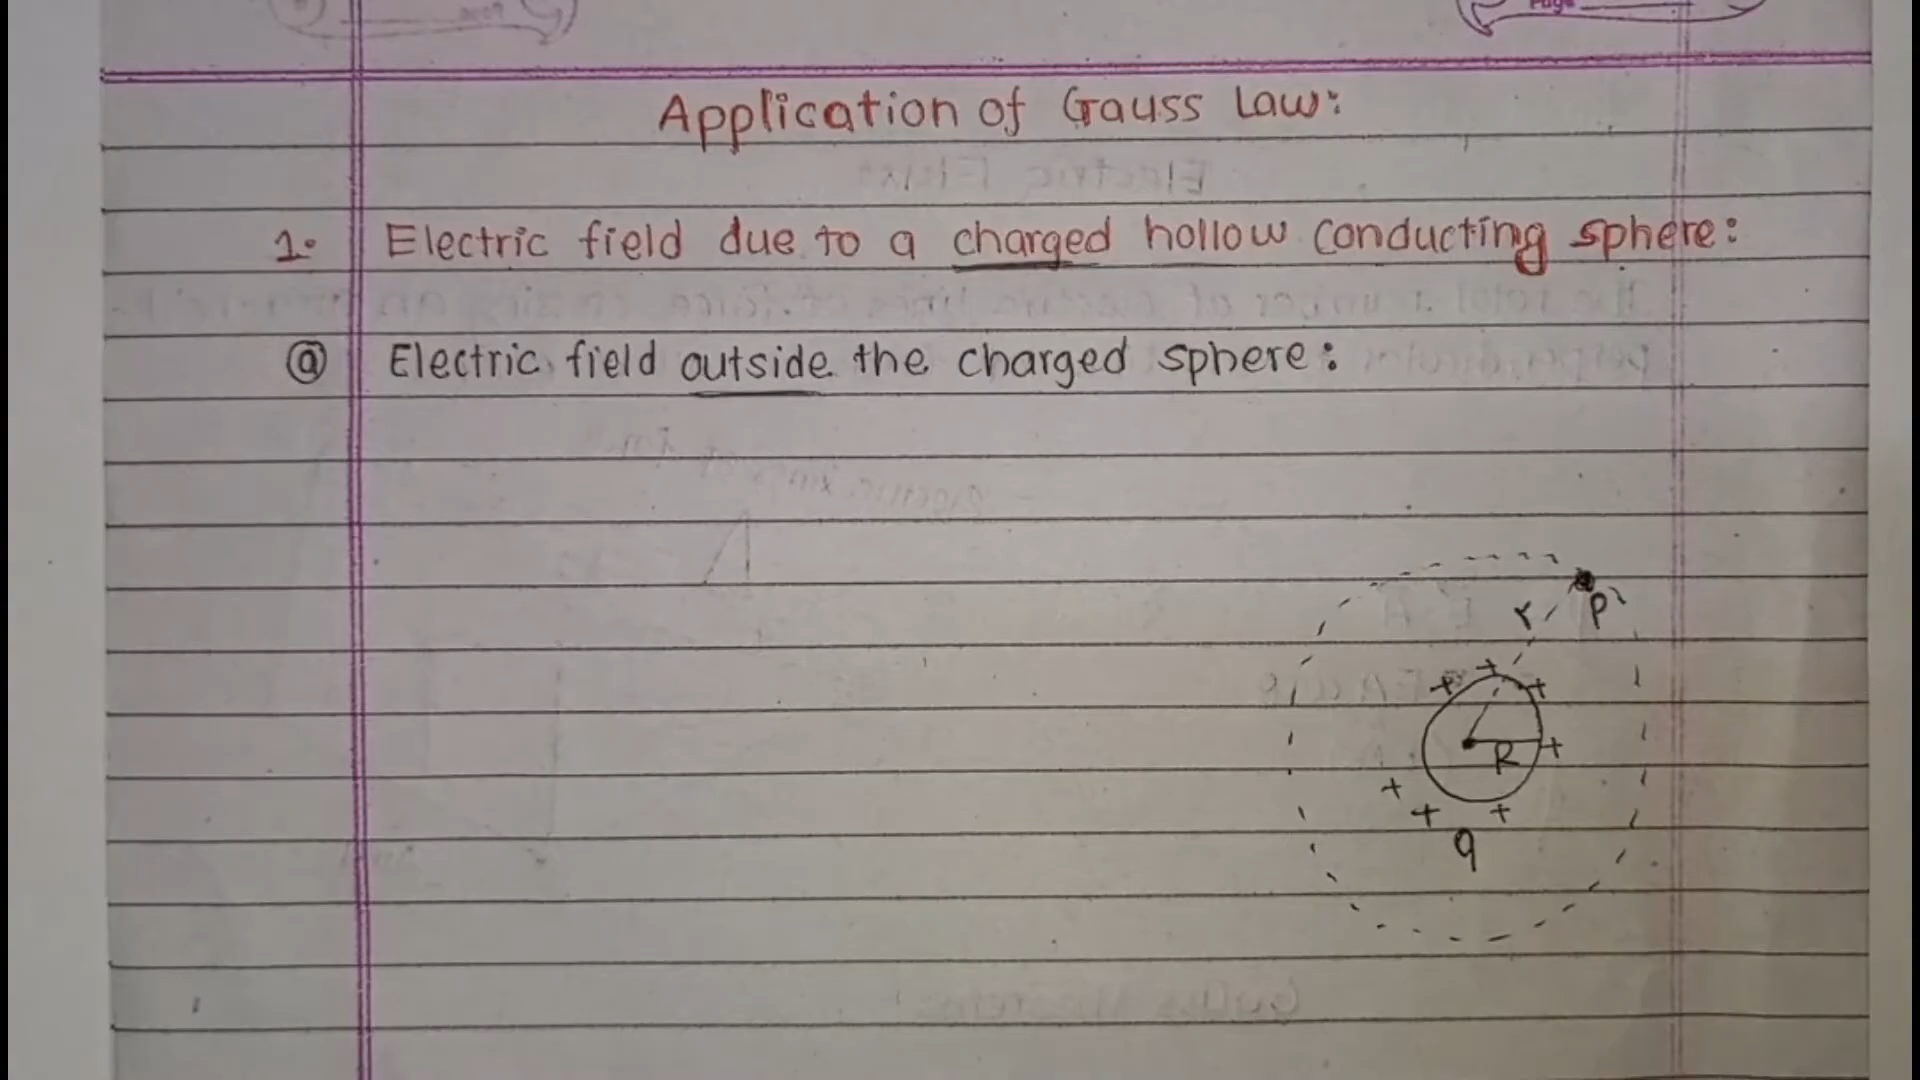 Page
Application of Gauss Law:
1. Electric field due to a charged hollow conducting sphere:
ⓐ Electric field outside the charged sphere:
r P
R
q